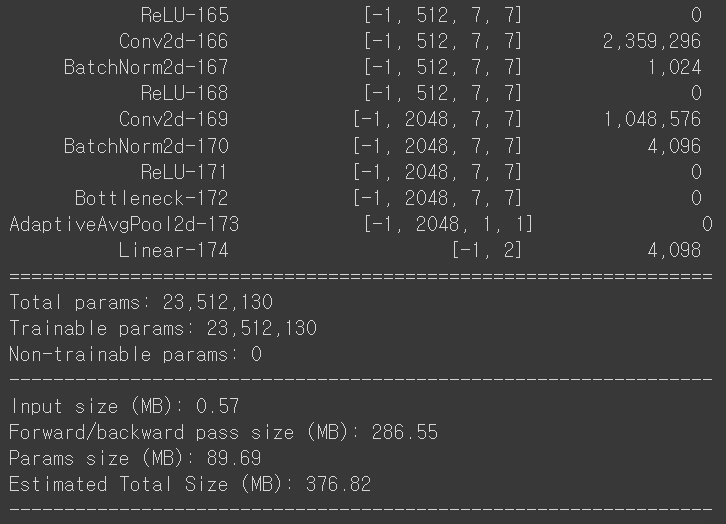 ReLU-165 [-1, 512, 7, 7] 0
Conv2d-166 [-1, 512, 7, 7] 2,359,296
BatchNorm2d-167 [-1, 512, 7, 7] 1,024
ReLU-168 [-1, 512, 7, 7] 0
Conv2d-169 [-1, 2048, 7, 7] 1,048,576
BatchNorm2d-170 [-1, 2048, 7, 7] 4,096
ReLU-171 [-1, 2048, 7, 7] 0
Bottleneck-172 [-1, 2048, 7, 7] 0
AdaptiveAvgPool2d-173 [-1, 2048, 1, 1] 0
Linear-174 [-1, 2] 4,098
================================================================
Total params: 23,512,130
Trainable params: 23,512,130
Non-trainable params: 0
----------------------------------------------------------------
Input size (MB): 0.57
Forward/backward pass size (MB): 286.55
Params size (MB): 89.69
Estimated Total Size (MB): 376.82
----------------------------------------------------------------